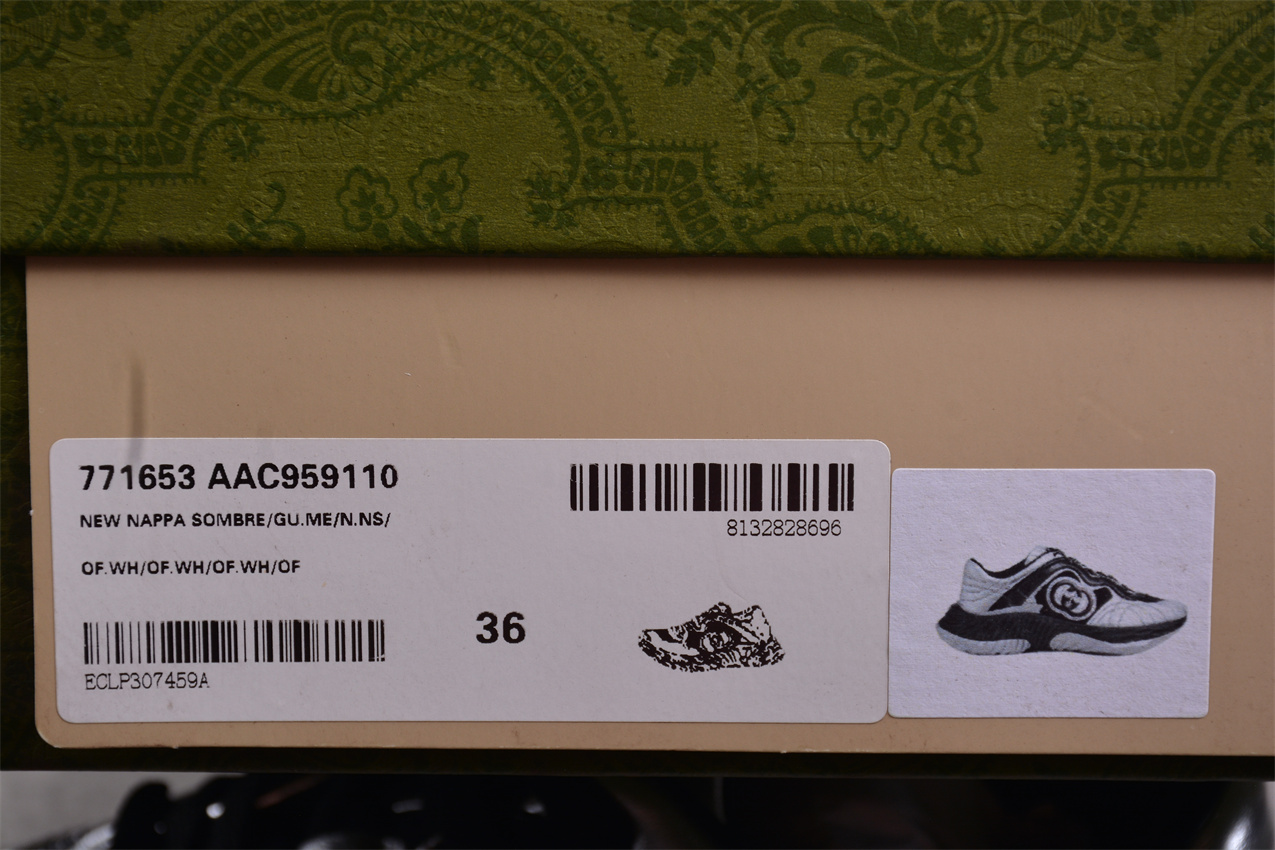 771653 AAC959110
NEW NAPPA SOMBRE/GU.ME/N.NS/
OF.WH/OF.WH/OF.WH/OF
8132828696
ECLP307459A
36